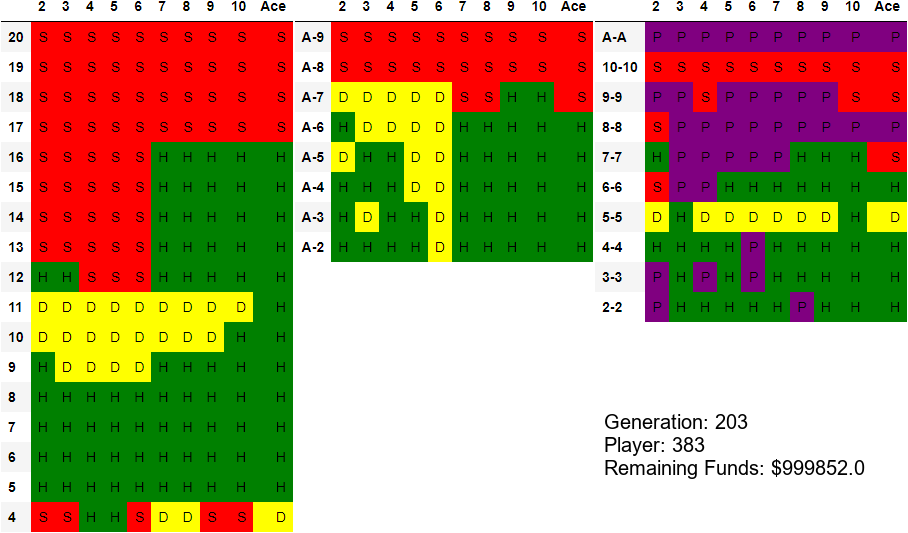 2 3 4 5 6 7 8 9 10 Ace
20 S S S S S S S S S S
19 S S S S S S S S S S
18 S S S S S S S S S S
17 S S S S S S S S S S
16 S S S S S H H H H H
15 S S S S S H H H H H
14 S S S S S H H H H H
13 S S S S S H H H H H
12 H H S S S H H H H H
11 D D D D D D D D D H
10 D D D D D D D D H H
9 H D D D D H H H H H
8 H H H H H H H H H H
7 H H H H H H H H H H
6 H H H H H H H H H H
5 H H H H H H H H H H
4 S S H H S D D S S D
2 3 4 5 6 7 8 9 10 Ace
A-9 S S S S S S S S S S
A-8 S S S S S S S S S S
A-7 D D D D D S S H H S
A-6 H D D D D H H H H H
A-5 D H H D D H H H H H
A-4 H H H D D H H H H H
A-3 H D H H D H H H H H
A-2 H H H H D H H H H H
2 3 4 5 6 7 8 9 10 Ace
A-A P P P P P P P P P P
10-10 S S S S S S S S S S
9-9 P P S P P P P P S S
8-8 S P P P P P P P P P
7-7 H P P P P P H H H S
6-6 S P P H H H H H H H
5-5 D H D D D D D D H D
4-4 H H H H P H H H H H
3-3 P H P H P H H H H H
2-2 P H H H H H P H H H
Generation: 203
Player: 383
Remaining Funds: $999852.0